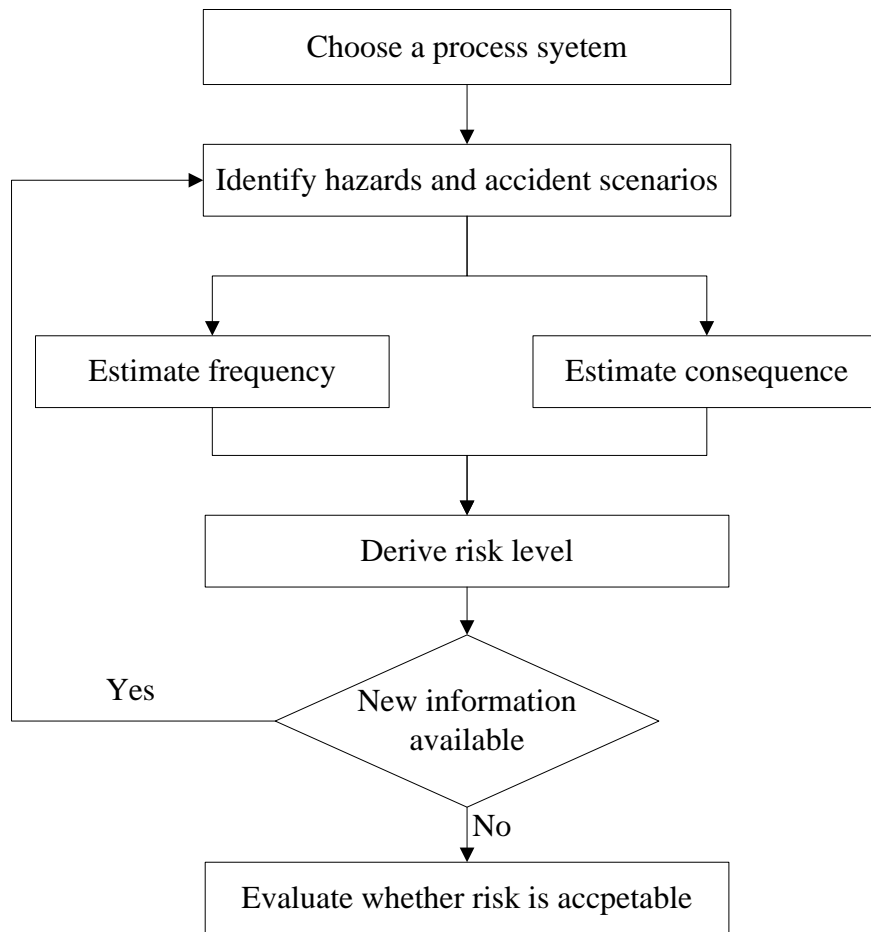 Choose a process syetem
Identify hazards and accident scenarios
Estimate frequency
Estimate consequence
Derive risk level
Yes
New information
available
No
Evaluate whether risk is accpetable